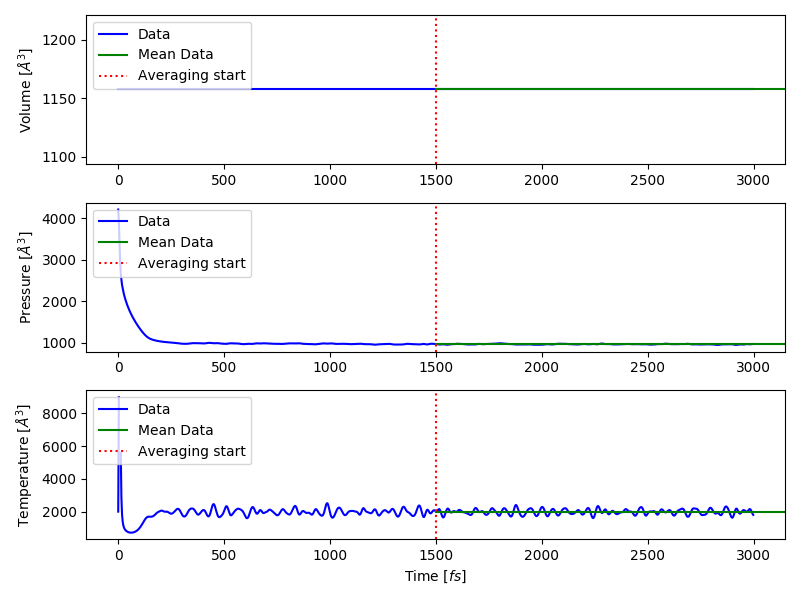 Volume [Å³]
1200
1150
1100
Data
Mean Data
Averaging start
0 500 1000 1500 2000 2500 3000
Pressure [Å³]
4000
3000
2000
1000
Data
Mean Data
Averaging start
0 500 1000 1500 2000 2500 3000
Temperature [Å³]
8000
6000
4000
2000
Data
Mean Data
Averaging start
0 500 1000 1500 2000 2500 3000
Time [fs]